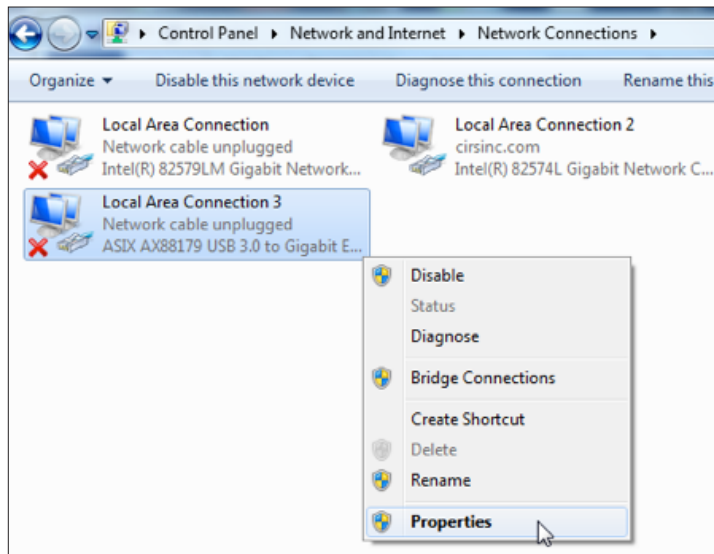 Control Panel Network and Internet Network Connections
Organize Disable this network device Diagnose this connection Rename this
Local Area Connection
Network cable unplugged
Intel(R) 82579LM Gigabit Network...
Local Area Connection 2
cirsinc.com
Intel(R) 82574L Gigabit Network C...
Local Area Connection 3
Network cable unplugged
ASIX AX88179 USB 3.0 to Gigabit E...
Disable
Status
Diagnose
Bridge Connections
Create Shortcut
Delete
Rename
Properties